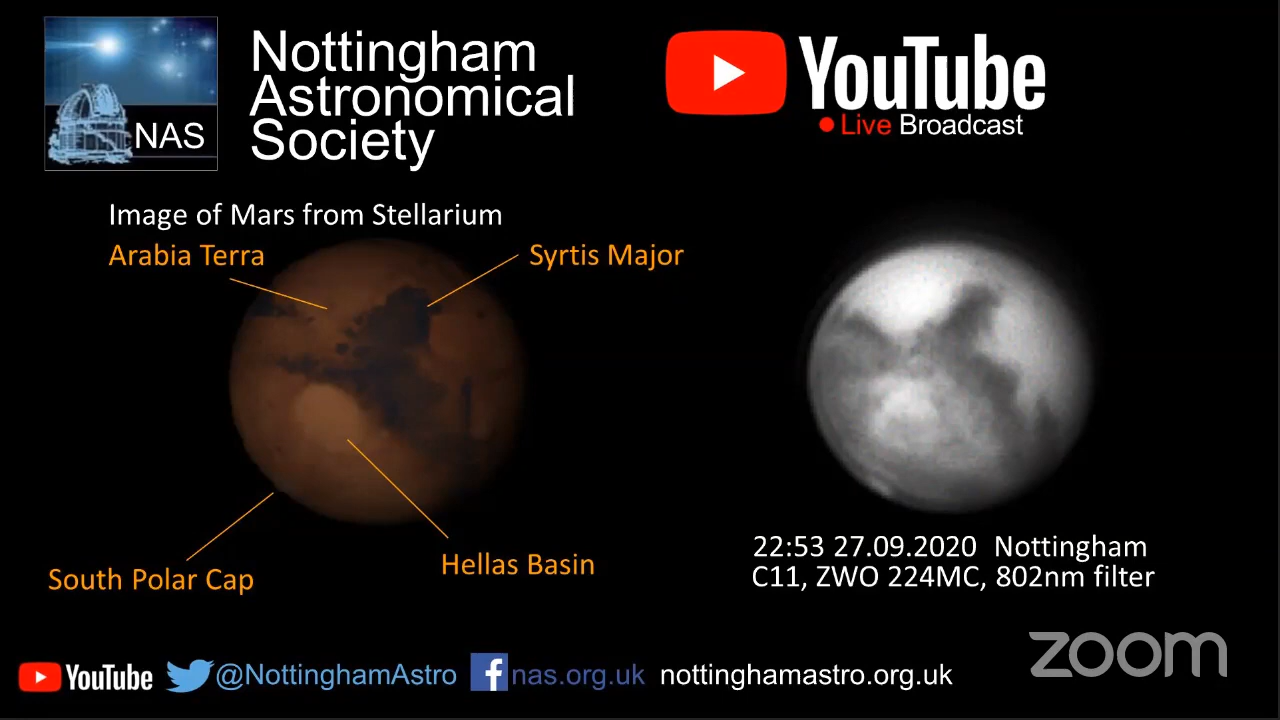 NAS
Nottingham
Astronomical
Society
YouTube
Live Broadcast
Image of Mars from Stellarium
Arabia Terra
Syrtis Major
South Polar Cap
Hellas Basin
22:53 27.09.2020 Nottingham
C11, ZWO 224MC, 802nm filter
zoom
YouTube @NottinghamAstro nas.org.uk nottinghamastro.org.uk